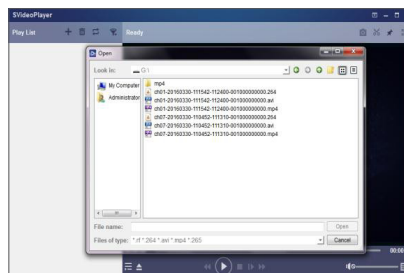 SVideoPlayer
Play List
Ready
Open
Look in:
G:\
My Computer
Administrator
mp4
ch01-20160330-111542-112400-001000000000.264
ch01-20160330-111542-112400-001000000000.avi
ch01-20160330-111542-112400-001000000000.mp4
ch07-20160330-110452-111310-001000000000.264
ch07-20160330-110452-111310-001000000000.avi
ch07-20160330-110452-111310-001000000000.mp4
File name:
Open
Files of type: *.rf *.264 *.avi *.mp4 *.265
Cancel
00:00